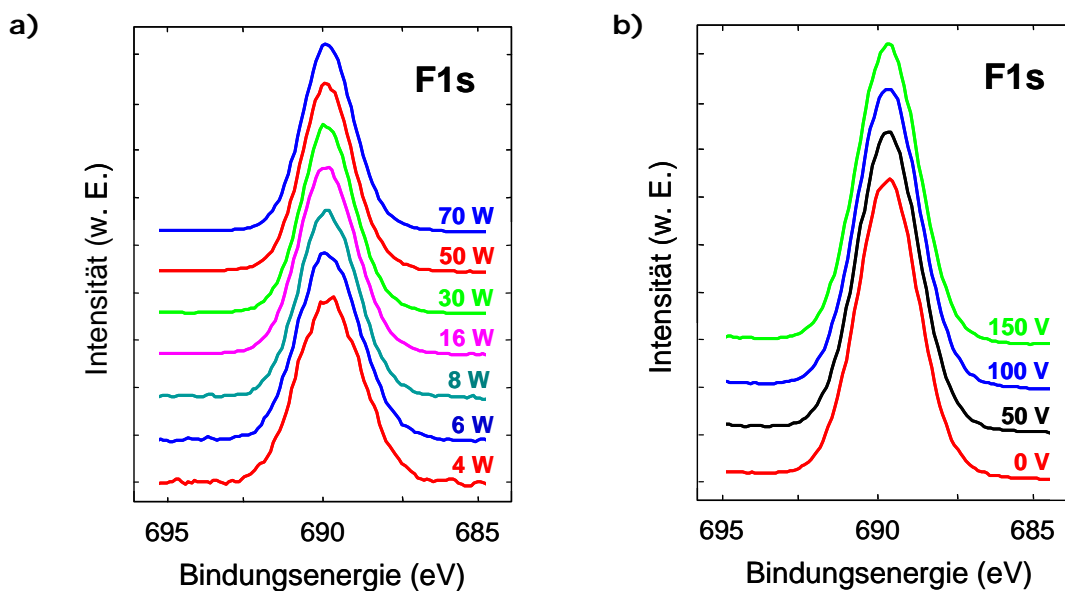 a)
F1s
70 W
50 W
30 W
16 W
8 W
6 W
4 W
Intensität (w. E.)
695 690 685
Bindungsenergie (eV)
b)
F1s
150 V
100 V
50 V
0 V
Intensität (w. E.)
695 690 685
Bindungsenergie (eV)